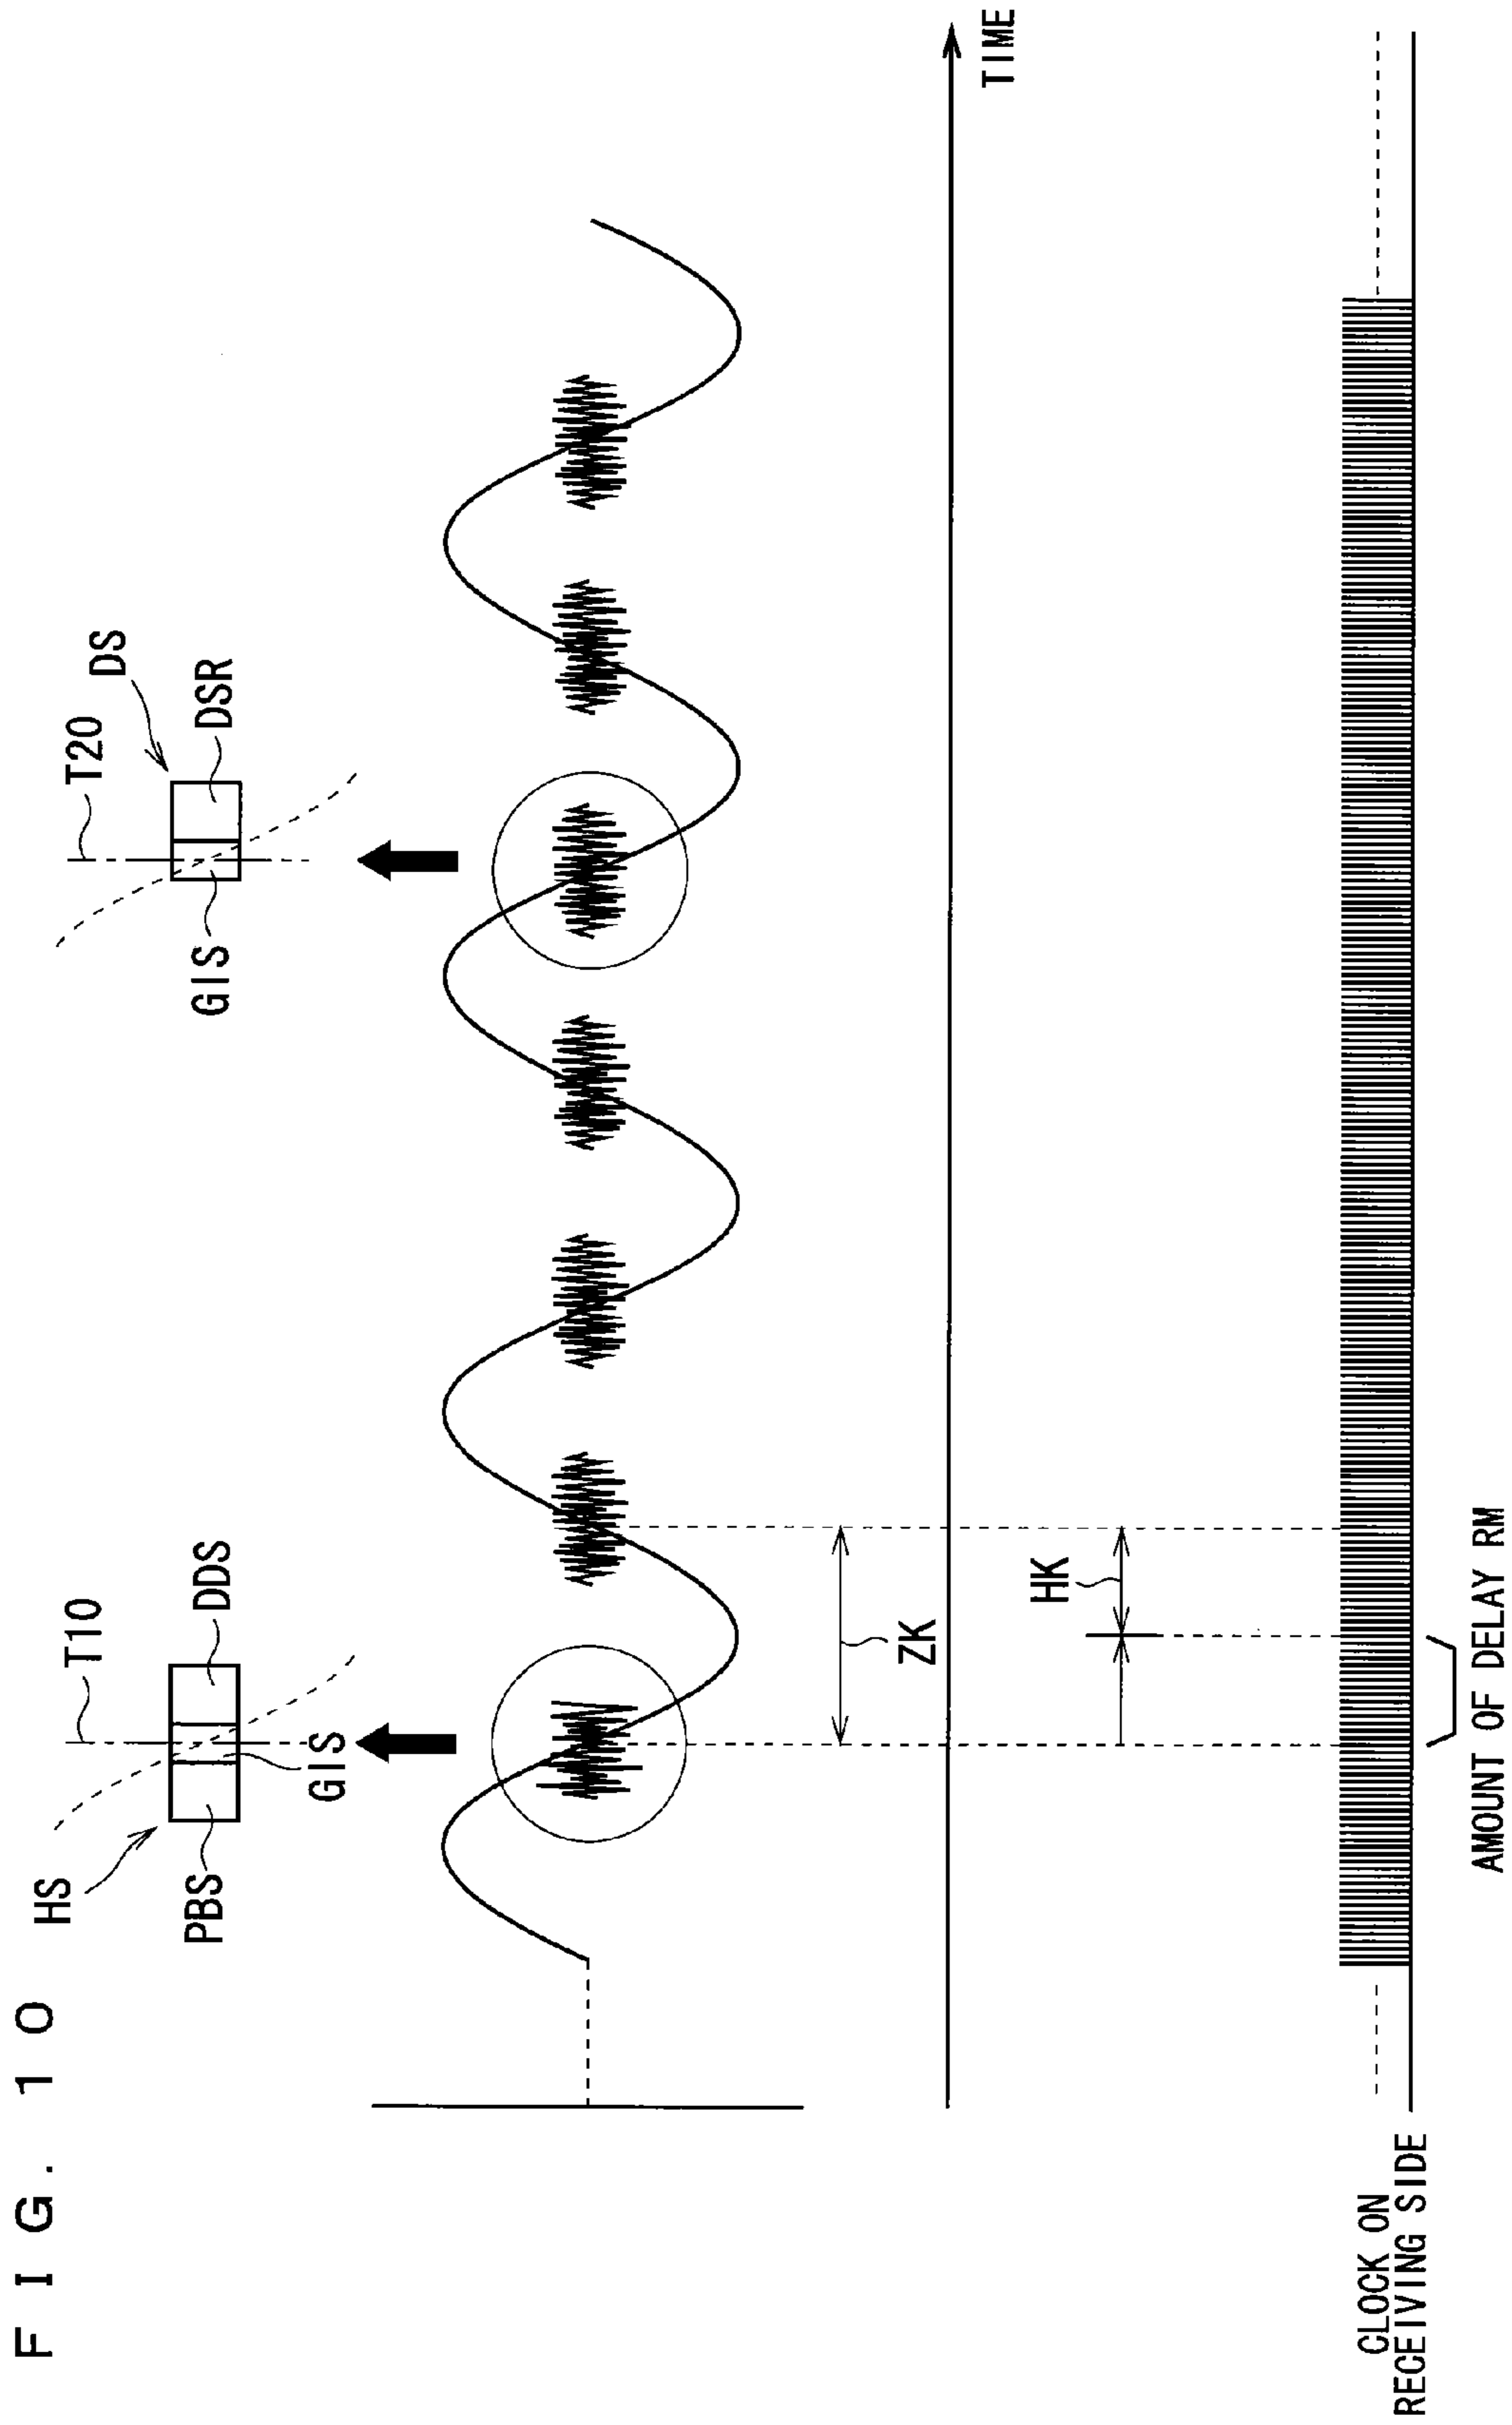 FIG. 10
HS
T10
PBS
DDS
GIS
T20
DS
GIS
DSR
ZK
TIME
HK
CLOCK ON
RECEIVING SIDE
AMOUNT OF DELAY RM